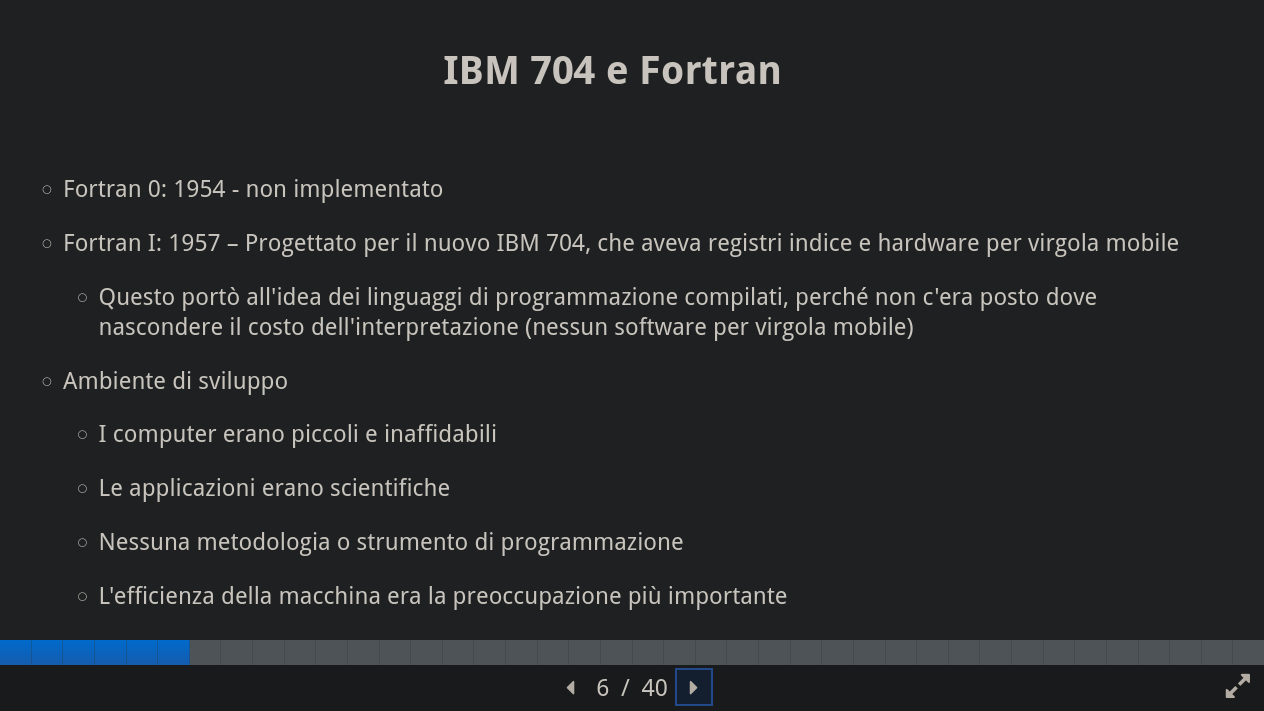 IBM 704 e Fortran
Fortran 0: 1954 - non implementato
Fortran I: 1957 – Progettato per il nuovo IBM 704, che aveva registri indice e hardware per virgola mobile
Questo portò all'idea dei linguaggi di programmazione compilati, perché non c'era posto dove
nascondere il costo dell'interpretazione (nessun software per virgola mobile)
Ambiente di sviluppo
I computer erano piccoli e inaffidabili
Le applicazioni erano scientifiche
Nessuna metodologia o strumento di programmazione
L'efficienza della macchina era la preoccupazione più importante
6 / 40